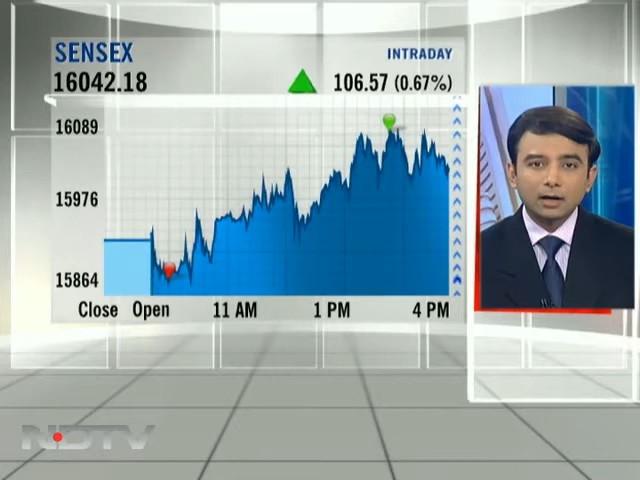 SENSEX
INTRADAY
16042.18
106.57 (0.67%)
16089
15976
15864
Close Open 11 AM 1 PM 4 PM
NDTV